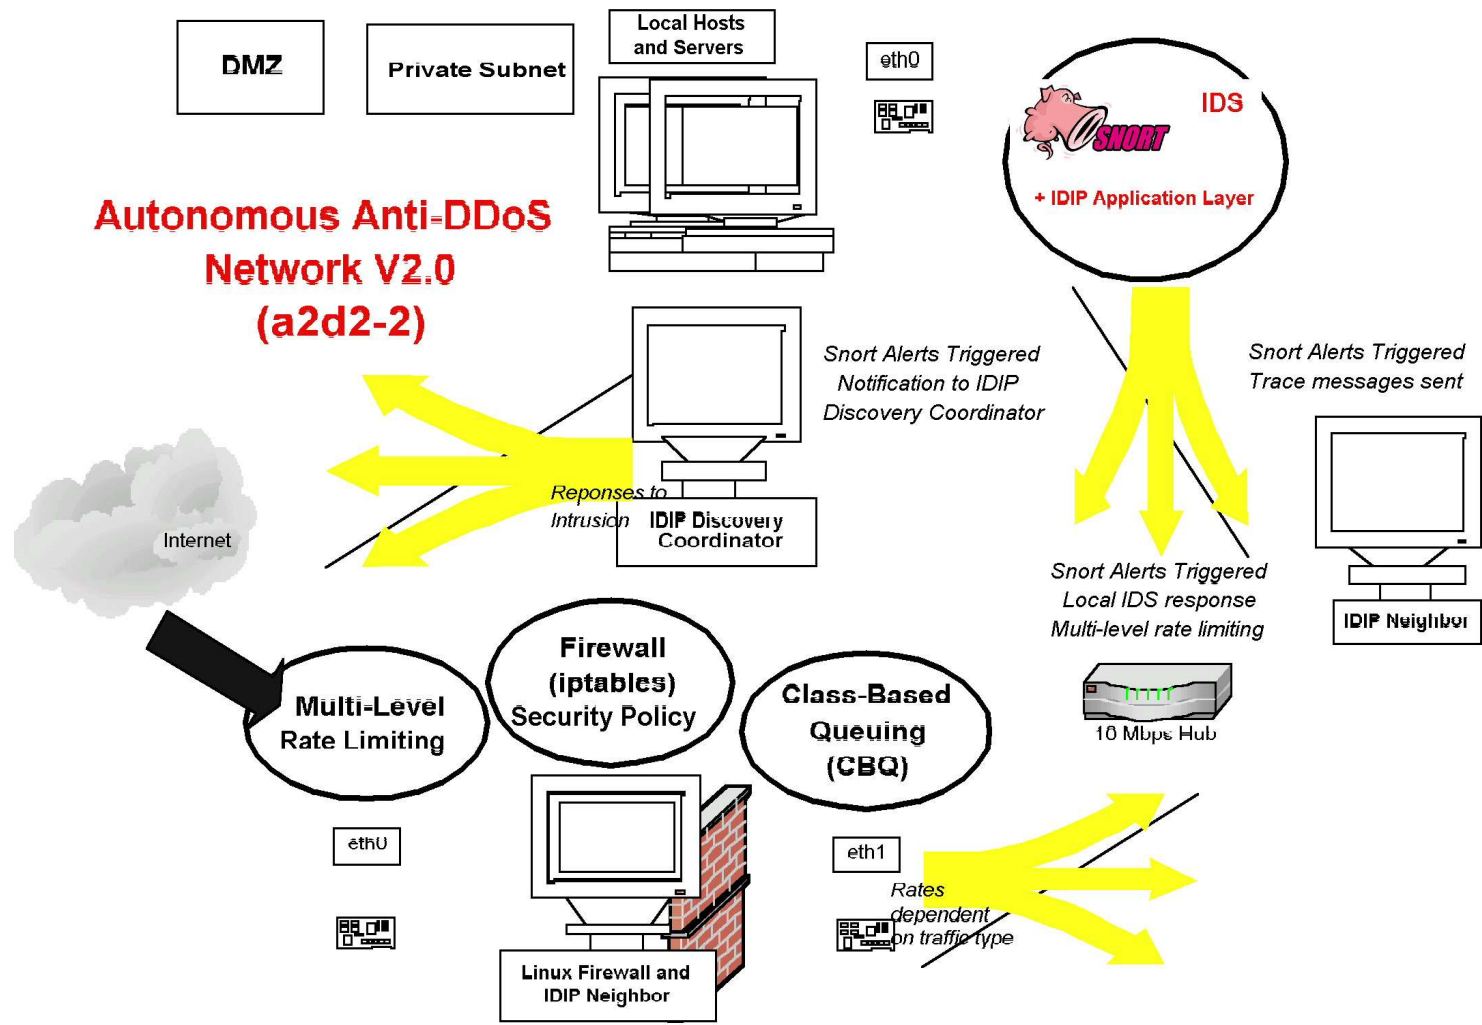 Local Hosts
and Servers
DMZ
Private Subnet
eth0
IDS
SNORT
+ IDIP Application Layer
Autonomous Anti-DDoS
Network V2.0
(a2d2-2)
Snort Alerts Triggered
Notification to IDIP
Discovery Coordinator
Snort Alerts Triggered
Trace messages sent
Reponses to
Intrusion
IDIP Discovery
Coordinator
Internet
Snort Alerts Triggered
Local IDS response
Multi-level rate limiting
IDIP Neighbor
Firewall
(iptables)
Security Policy
Multi-Level
Rate Limiting
Class-Based
Queuing
(CBQ)
10 Mbps Hub
eth0
eth1
Rates
dependent
on traffic type
Linux Firewall and
IDIP Neighbor